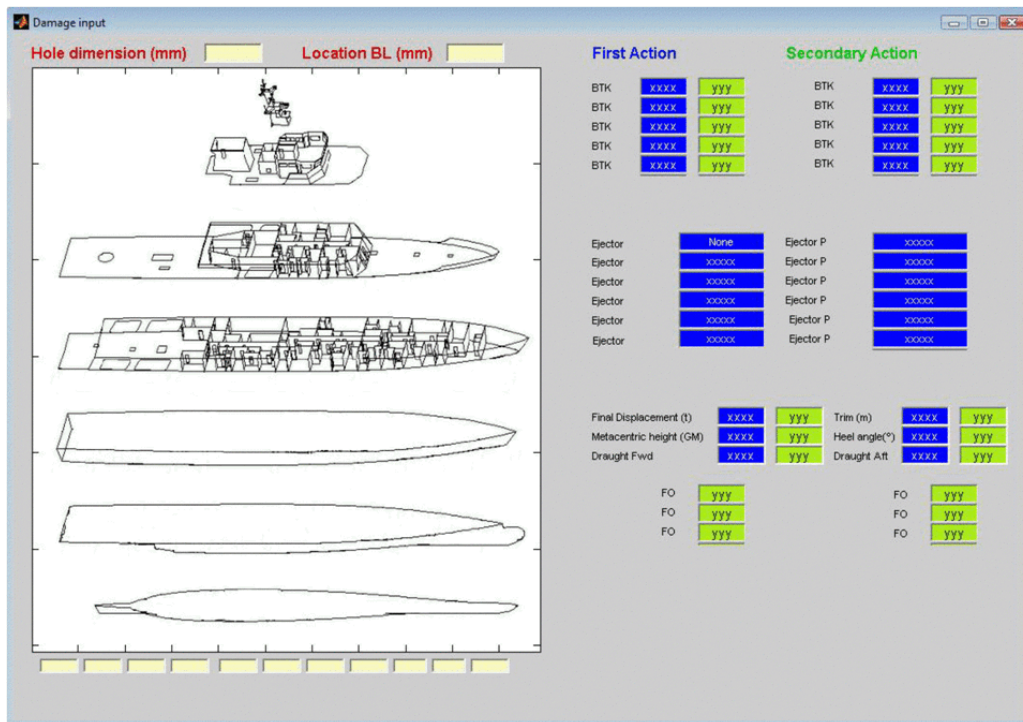 Damage input
Hole dimension (mm) Location BL (mm) First Action Secondary Action
BTK xxxx yyy BTK xxxx yyy
BTK xxxx yyy BTK xxxx yyy
BTK xxxx yyy BTK xxxx yyy
BTK xxxx yyy BTK xxxx yyy
BTK xxxx yyy BTK xxxx yyy
Ejector None Ejector P xxxxx
Ejector xxxxx Ejector P xxxxx
Ejector xxxxx Ejector P xxxxx
Ejector xxxxx Ejector P xxxxx
Ejector xxxxx Ejector P xxxxx
Ejector xxxxx Ejector P xxxxx
Final Displacement (t) xxxx yyy Trim (m) xxxx yyy
Metacentric height (GM) xxxx yyy Heel angle(°) xxxx yyy
Draught Fwd xxxx yyy Draught Aft xxxx yyy
FO yyy FO yyy
FO yyy FO yyy
FO yyy FO yyy